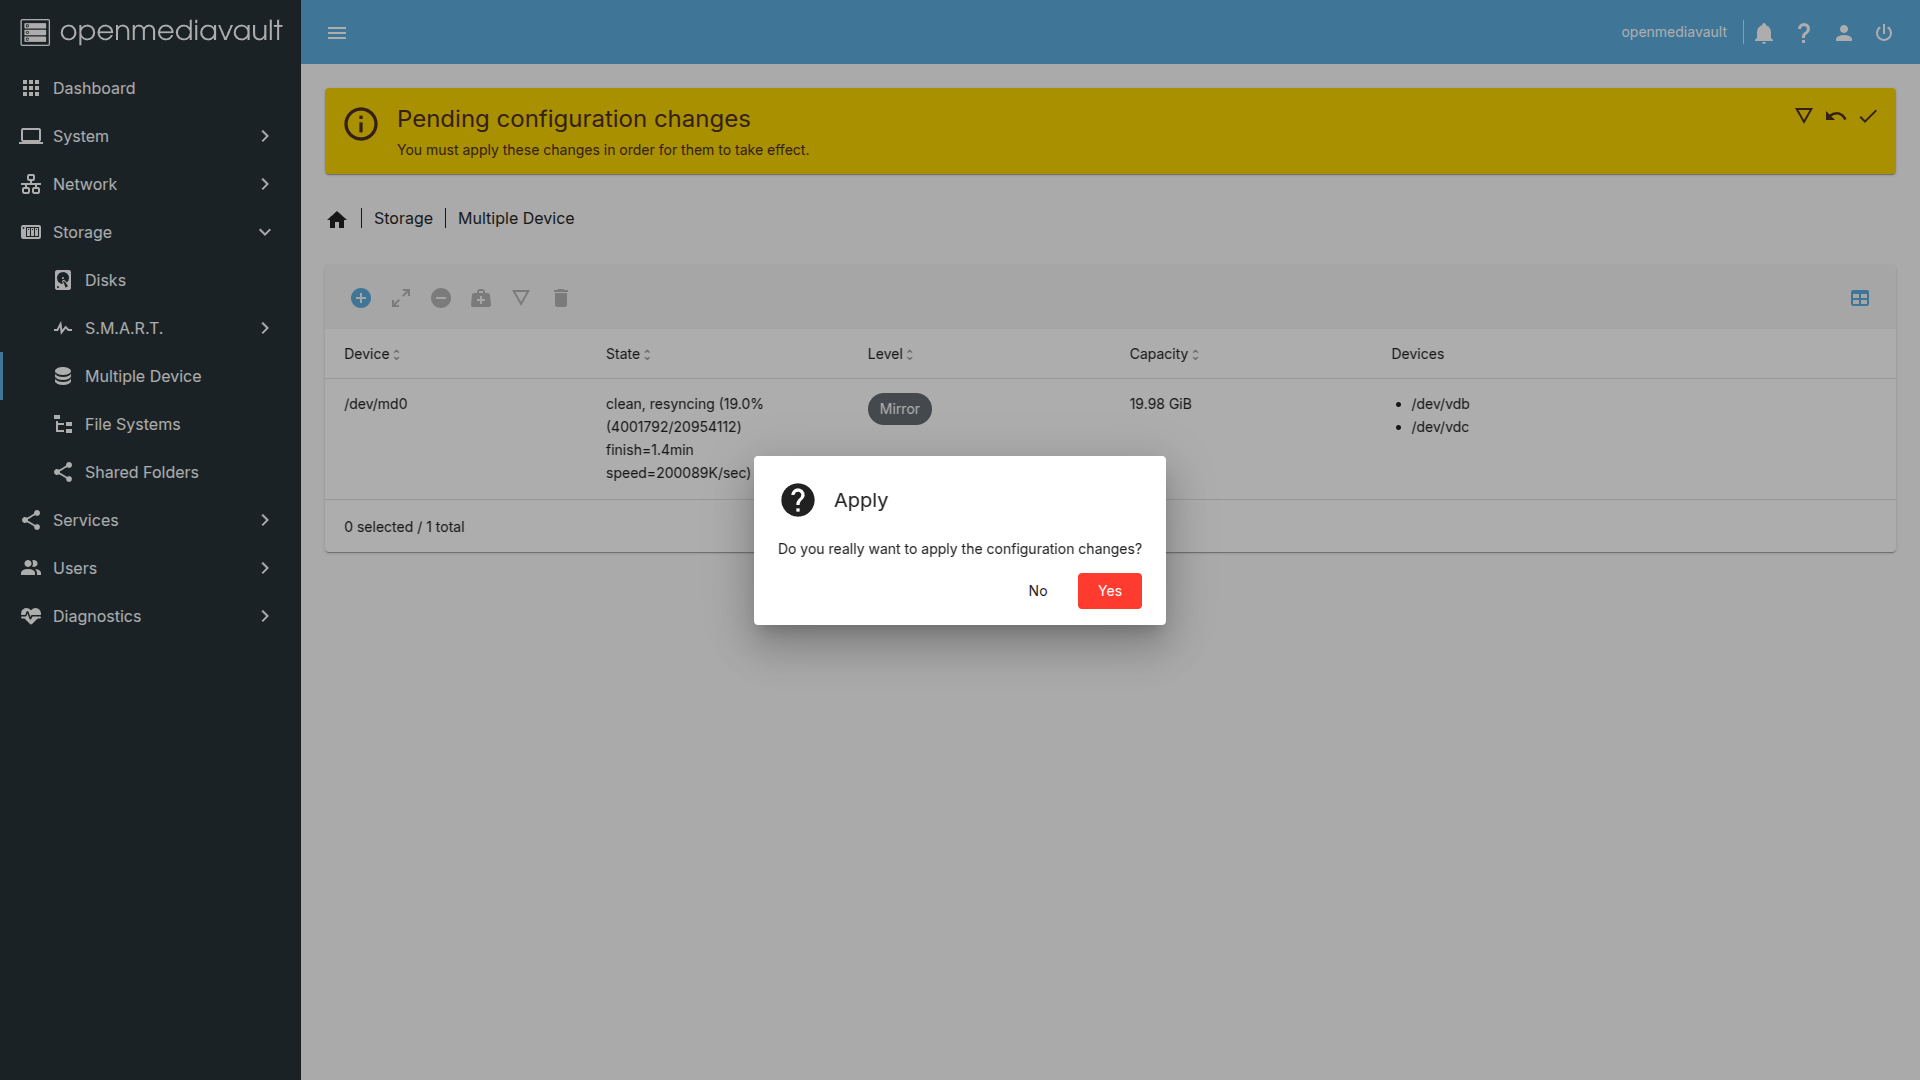 openmediavault
openmediavault
Dashboard
System
Network
Storage
Disks
S.M.A.R.T.
Multiple Device
File Systems
Shared Folders
Services
Users
Diagnostics
Pending configuration changes
You must apply these changes in order for them to take effect.
Storage
Multiple Device
Device
State
Level
Capacity
Devices
/dev/md0
clean, resyncing (19.0%
(4001792/20954112)
finish=1.4min
speed=200089K/sec)
Mirror
19.98 GiB
/dev/vdb
/dev/vdc
0 selected / 1 total
Apply
Do you really want to apply the configuration changes?
No
Yes